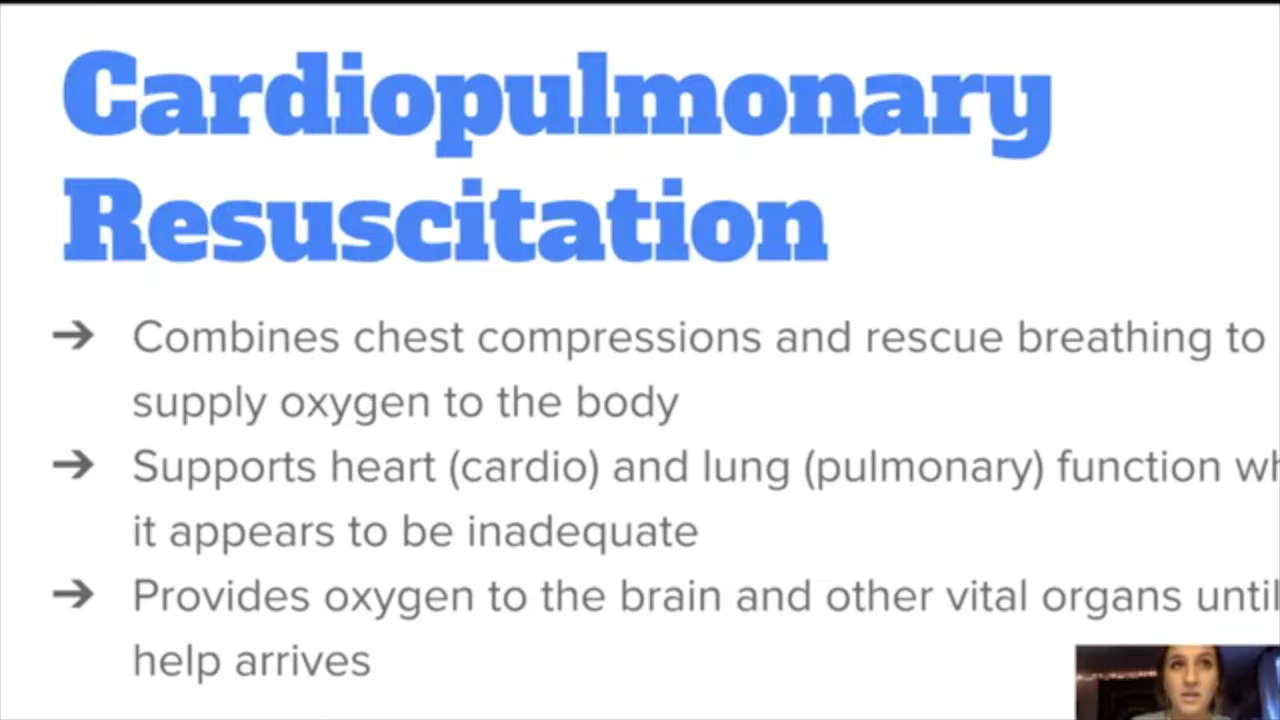 Cardiopulmonary
Resuscitation
➔ Combines chest compressions and rescue breathing to
supply oxygen to the body
➔ Supports heart (cardio) and lung (pulmonary) function
it appears to be inadequate
➔ Provides oxygen to the brain and other vital organs until
help arrives